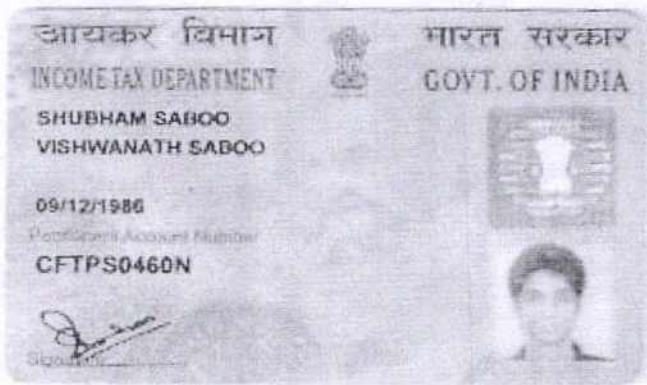 आयकर विभाग
भारत सरकार
INCOME TAX DEPARTMENT
GOVT. OF INDIA
SHUBHAM SABOO
VISHWANATH SABOO
09/12/1986
Permanent Account Number
CFTPS0460N
Signature